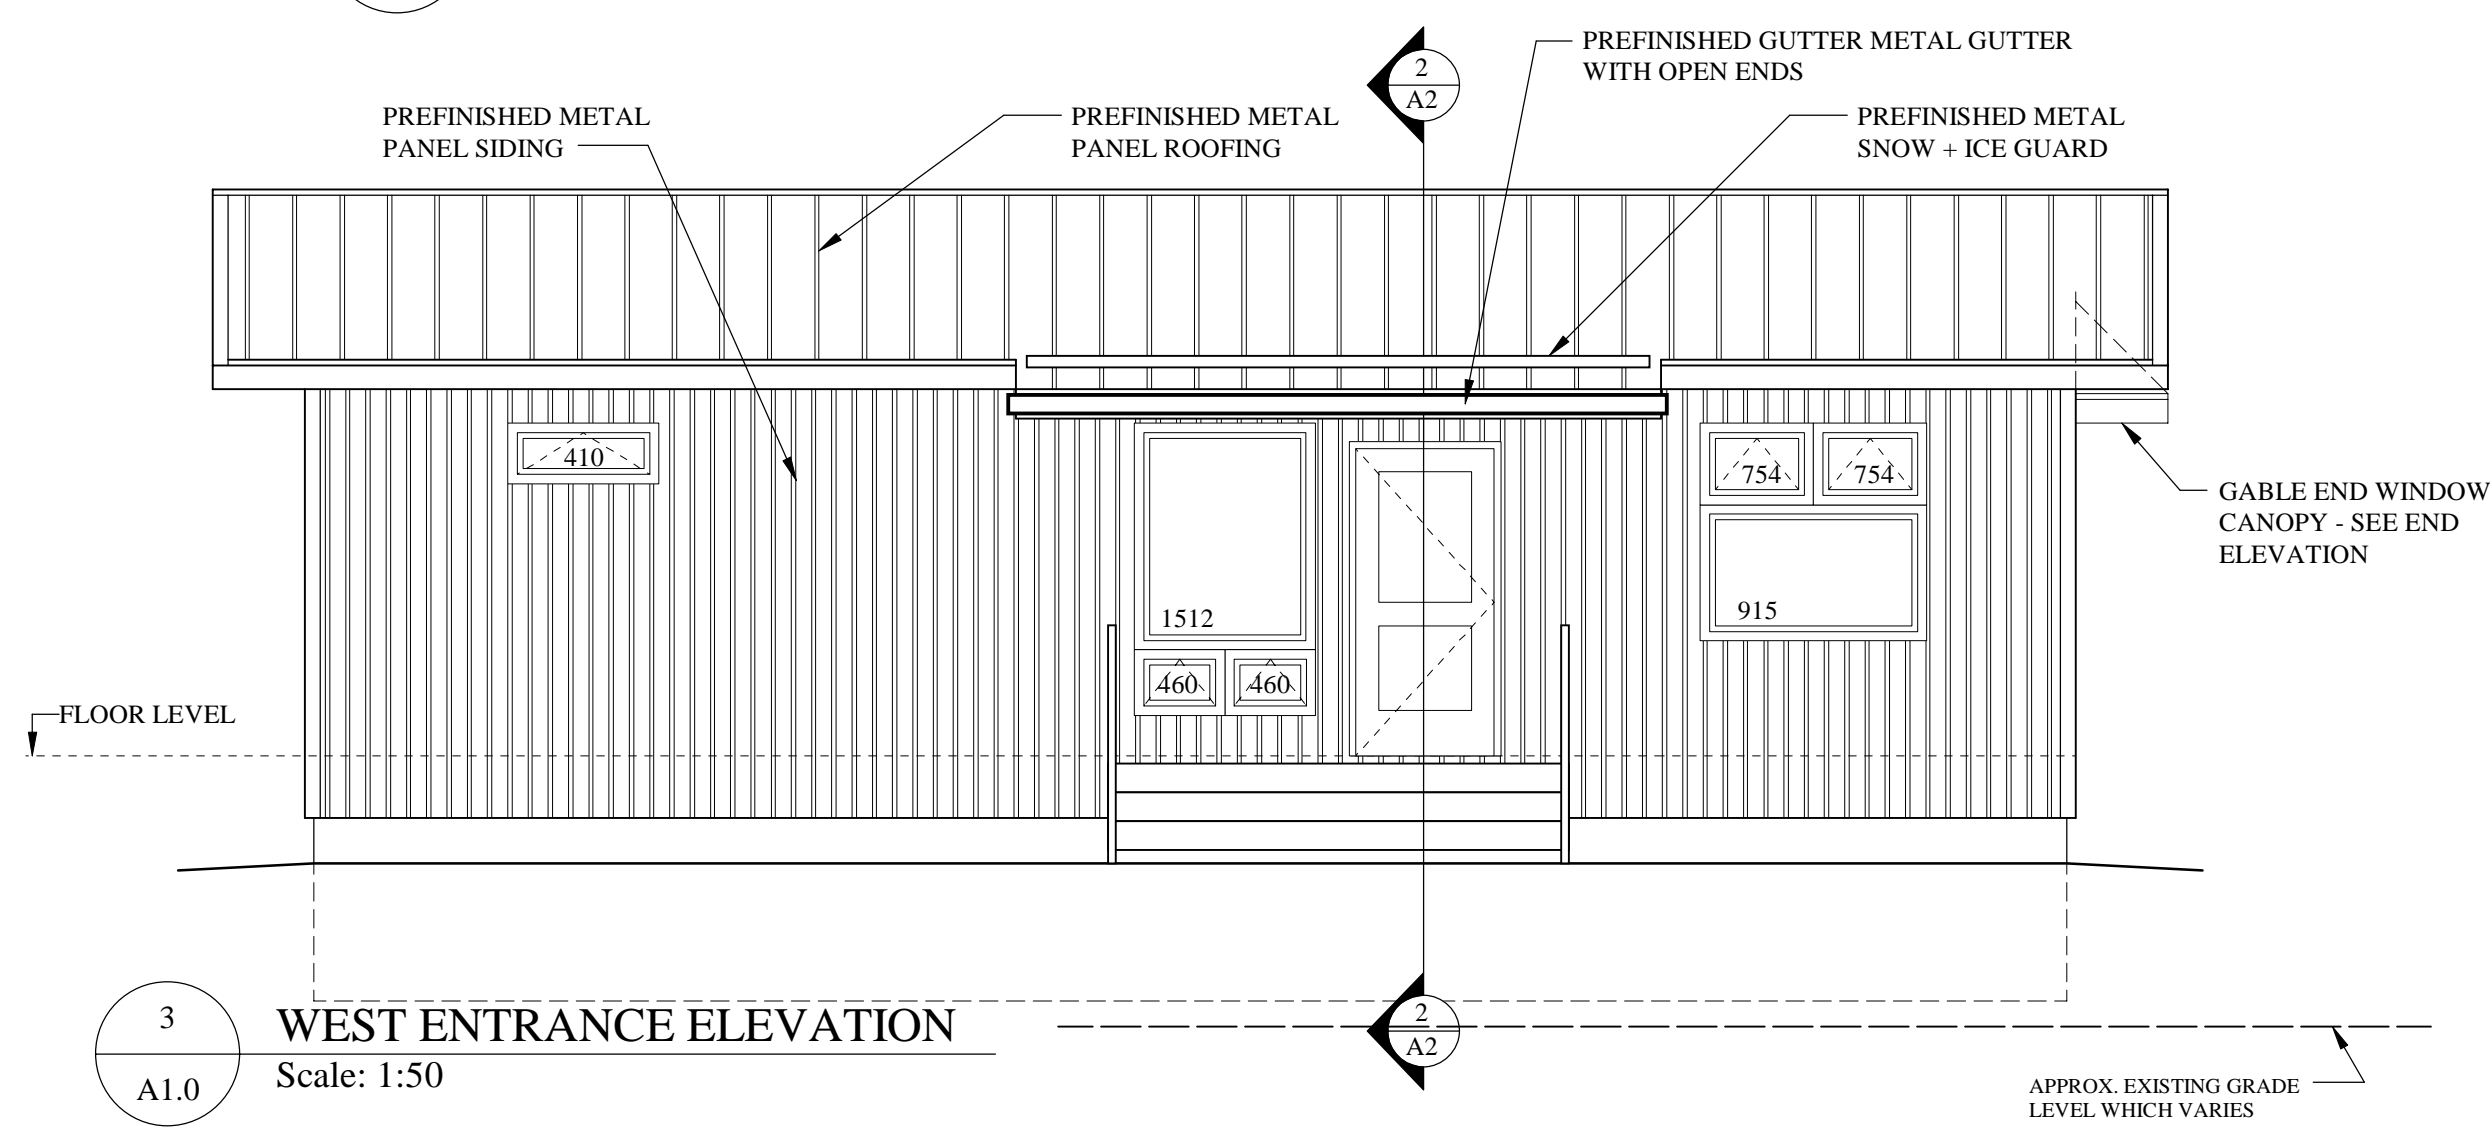 2
A2
PREFINISHED GUTTER METAL GUTTER
WITH OPEN ENDS
PREFINISHED METAL
PANEL SIDING
PREFINISHED METAL
PANEL ROOFING
PREFINISHED METAL
SNOW + ICE GUARD
410
754
754
GABLE END WINDOW
CANOPY - SEE END
ELEVATION
1512
915
460
460
FLOOR LEVEL
3
A1.0
WEST ENTRANCE ELEVATION
Scale: 1:50
2
A2
APPROX. EXISTING GRADE
LEVEL WHICH VARIES